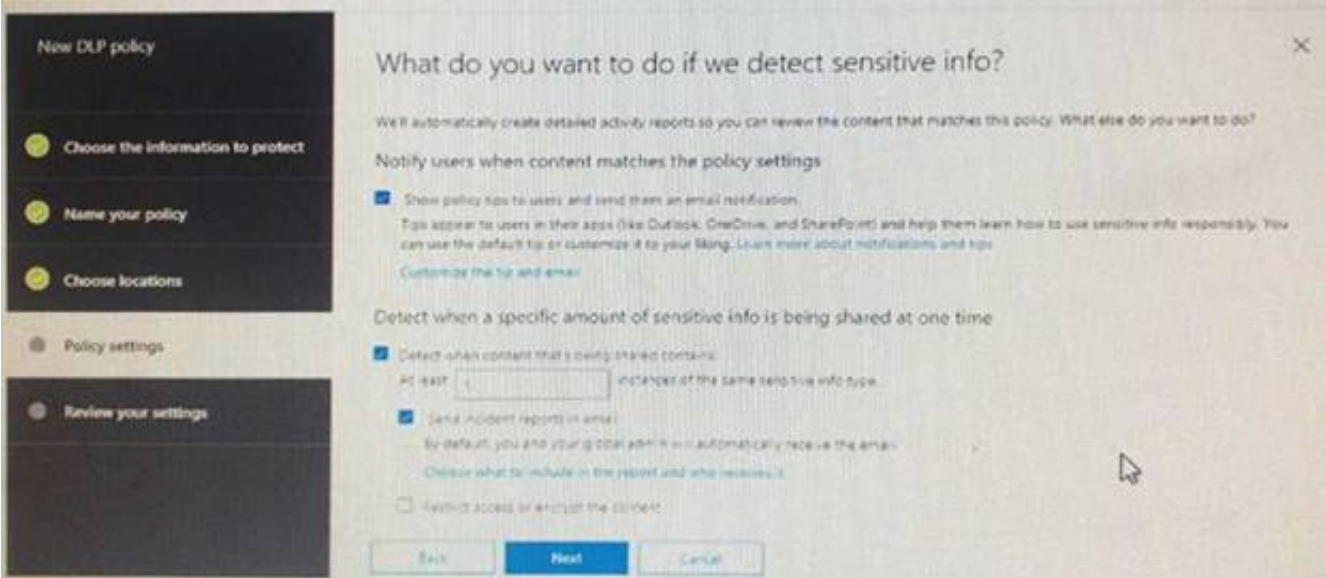 New DLP policy
Choose the information to protect
Name your policy
Choose locations
Policy settings
Review your settings
What do you want to do if we detect sensitive info?
We'll automatically create detailed activity reports so you can review the content that matches this policy. What else do you want to do?
Notify users when content matches the policy settings
Show policy tips to users and send them an email notification.
Tips appear to users in their apps (like Outlook, OneDrive, and SharePoint) and help them learn how to use sensitive info responsibly. You
can use the default tip or customize it to your liking. Learn more about notifications and tips
Customize the tip and email
Detect when a specific amount of sensitive info is being shared at one time
Detect when content that's being shared contains:
At least
instances of the same sensitive info type.
Send incident reports in email
By default, you and your global admin will automatically receive the email.
Choose what to include in the report and who receives it
Restrict access or encrypt the content
Back
Next
Cancel